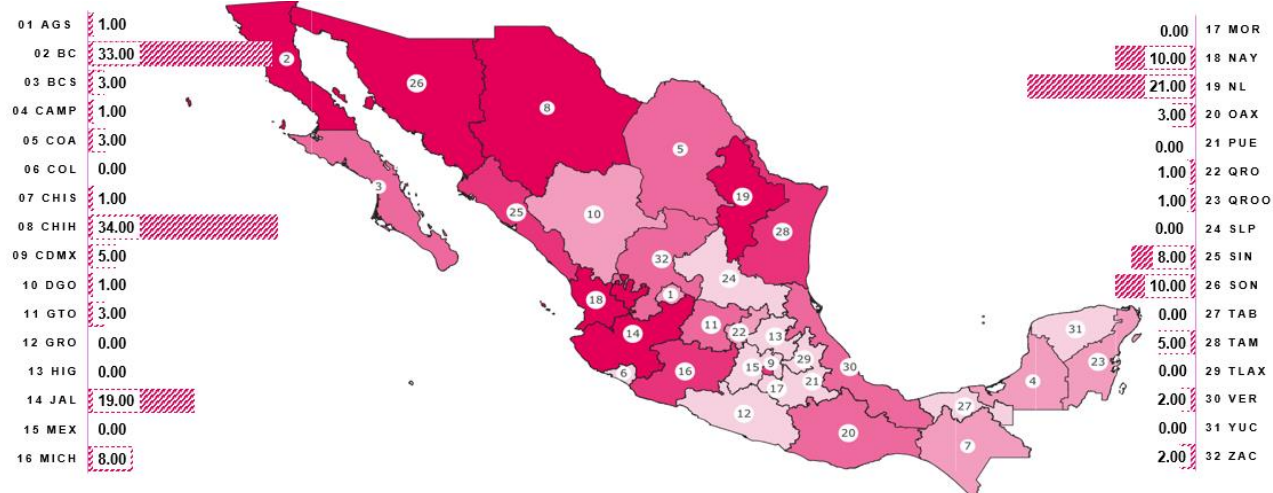 01 AGS 1.00
02 BC 33.00
03 BCS 3.00
04 CAMP 1.00
05 COA 3.00
06 COL 0.00
07 CHIS 1.00
08 CHIH 34.00
09 CDMX 5.00
10 DGO 1.00
11 GTO 3.00
12 GRO 0.00
13 HIG 0.00
14 JAL 19.00
15 MEX 0.00
16 MICH 8.00
2
26
8
5
3
19
10
25
28
32
24
18
1
14
11
22
13
31
29
23
15
9
30
6
16
21
4
17
27
12
20
7
0.00 17 MOR
10.00 18 NAY
21.00 19 NL
3.00 20 OAX
0.00 21 PUE
1.00 22 QRO
1.00 23 QROO
0.00 24 SLP
8.00 25 SIN
10.00 26 SON
0.00 27 TAB
5.00 28 TAM
0.00 29 TLAX
2.00 30 VER
0.00 31 YUC
2.00 32 ZAC